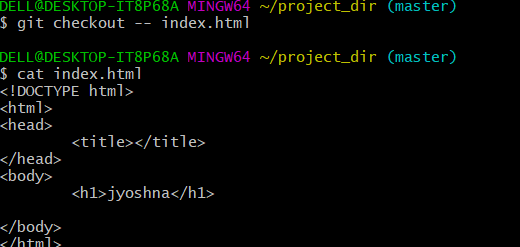 DELL@DESKTOP-IT8P68A MINGW64 ~/project_dir (master)
$ git checkout -- index.html
DELL@DESKTOP-IT8P68A MINGW64 ~/project_dir (master)
$ cat index.html
<!DOCTYPE html>
<html>
<head>
        <title></title>
</head>
<body>
        <h1>jyoshna</h1>
</body>
</html>